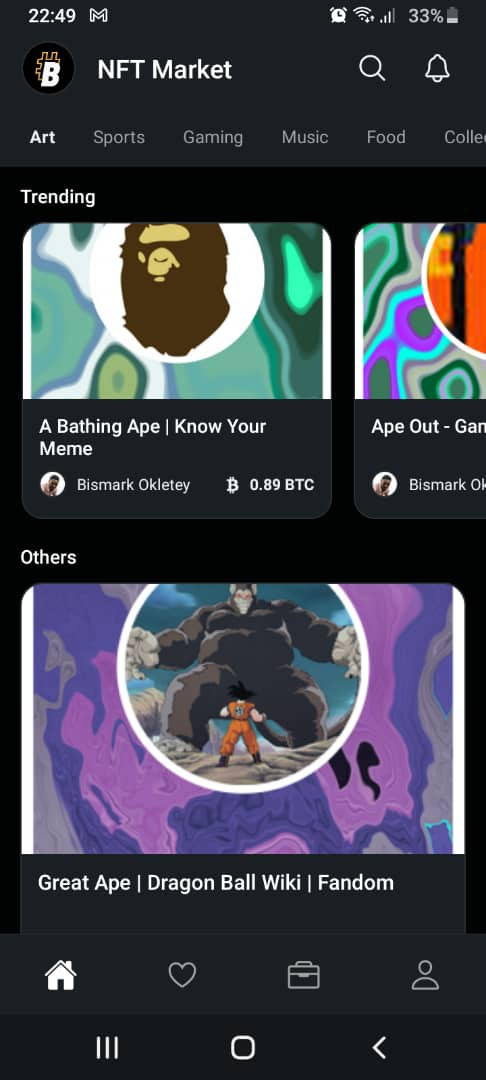 22:49 33%
NFT Market
Art Sports Gaming Music Food Colle
Trending
A Bathing Ape | Know Your
Meme
Bismark Okletey 0.89 BTC
Ape Out - Gan
Bismark Ok
Others
Great Ape | Dragon Ball Wiki | Fandom